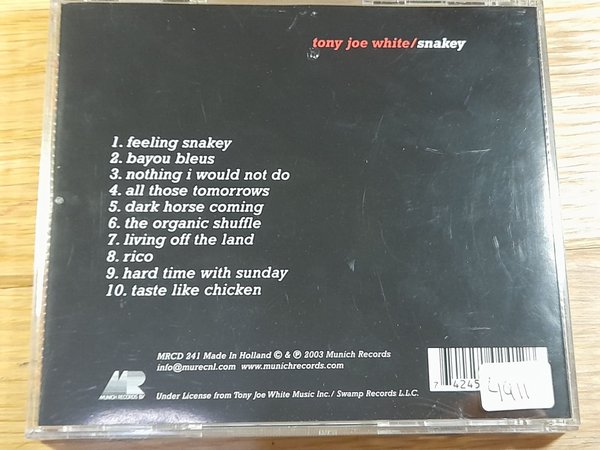 tony joe white/snakey
1. feeling snakey
2. bayou bleus
3. nothing i would not do
4. all those tomorrows
5. dark horse coming
6. the organic shuffle
7. living off the land
8. rico
9. hard time with sunday
10. taste like chicken
MRCD 241 Made In Holland © & ℗ 2003 Munich Records
info@murecnl.com www.munichrecords.com
MR
MUNICH RECORDS BV
Under License from Tony Joe White Music Inc./ Swamp Records L.L.C.
7 4245
4911